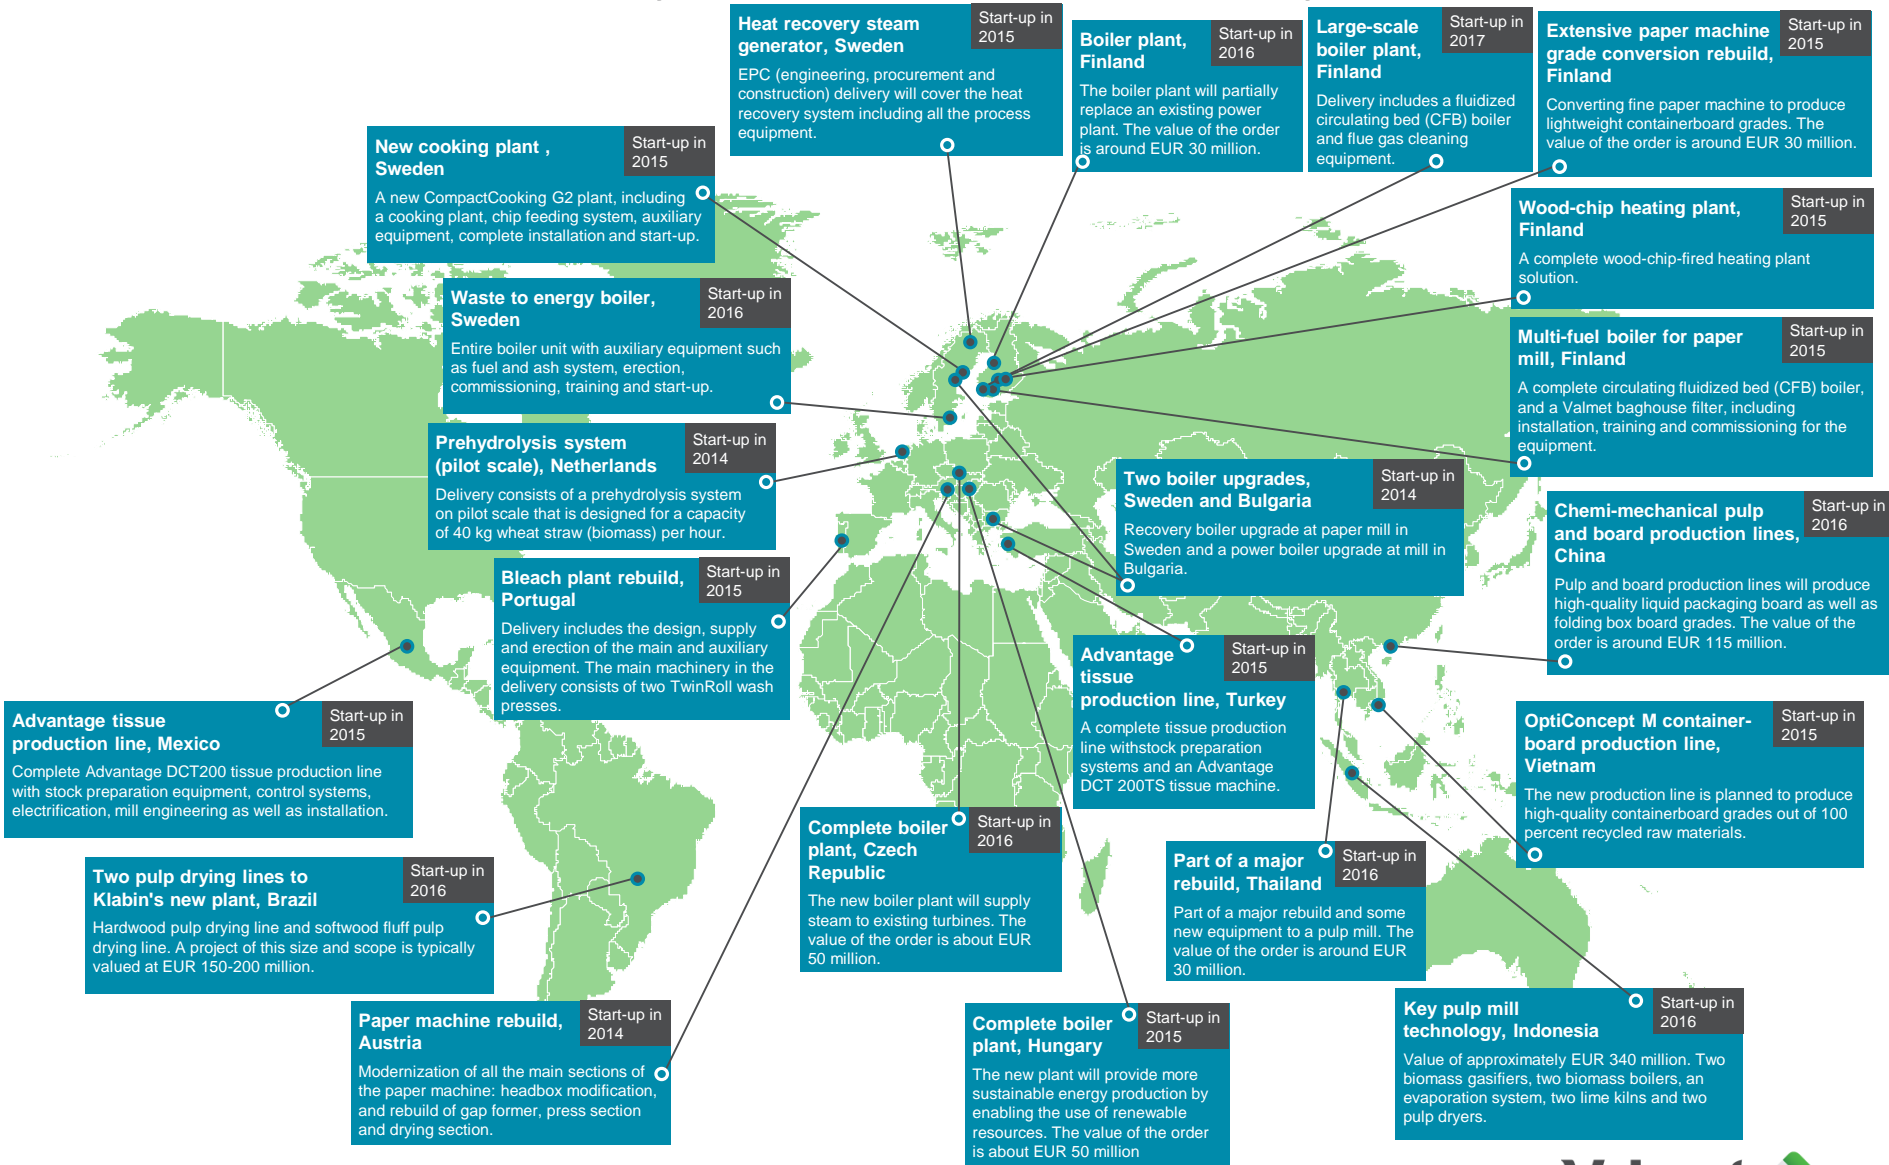 Heat recovery steam
generator, Sweden
Start-up in
2015
EPC (engineering, procurement and
construction) delivery will cover the heat
recovery system including all the process
equipment.
Boiler plant,
Finland
Start-up in
2016
The boiler plant will partially
replace an existing power
plant. The value of the order
is around EUR 30 million.
Large-scale
boiler plant,
Finland
Start-up in
2017
Delivery includes a fluidized
circulating bed (CFB) boiler
and flue gas cleaning
equipment.
Extensive paper machine
grade conversion rebuild,
Finland
Start-up in
2015
Converting fine paper machine to produce
lightweight containerboard grades. The
value of the order is around EUR 30 million.
New cooking plant ,
Sweden
Start-up in
2015
A new CompactCooking G2 plant, including
a cooking plant, chip feeding system, auxiliary
equipment, complete installation and start-up.
Wood-chip heating plant,
Finland
Start-up in
2015
A complete wood-chip-fired heating plant
solution.
Waste to energy boiler,
Sweden
Start-up in
2016
Entire boiler unit with auxiliary equipment such
as fuel and ash system, erection,
commissioning, training and start-up.
Multi-fuel boiler for paper
mill, Finland
Start-up in
2015
A complete circulating fluidized bed (CFB) boiler,
and a Valmet baghouse filter, including
installation, training and commissioning for the
equipment.
Prehydrolysis system
(pilot scale), Netherlands
Start-up in
2014
Delivery consists of a prehydrolysis system
on pilot scale that is designed for a capacity
of 40 kg wheat straw (biomass) per hour.
Two boiler upgrades,
Sweden and Bulgaria
Start-up in
2014
Recovery boiler upgrade at paper mill in
Sweden and a power boiler upgrade at mill in
Bulgaria.
Chemi-mechanical pulp
and board production lines,
China
Start-up in
2016
Pulp and board production lines will produce
high-quality liquid packaging board as well as
folding box board grades. The value of the
order is around EUR 115 million.
Bleach plant rebuild,
Portugal
Start-up in
2015
Delivery includes the design, supply
and erection of the main and auxiliary
equipment. The main machinery in the
delivery consists of two TwinRoll wash
presses.
Advantage
tissue
production line, Turkey
Start-up in
2015
A complete tissue production
line withstock preparation
systems and an Advantage
DCT 200TS tissue machine.
Advantage tissue
production line, Mexico
Start-up in
2015
Complete Advantage DCT200 tissue production line
with stock preparation equipment, control systems,
electrification, mill engineering as well as installation.
OptiConcept M container-
board production line,
Vietnam
Start-up in
2015
The new production line is planned to produce
high-quality containerboard grades out of 100
percent recycled raw materials.
Complete boiler
plant, Czech
Republic
Start-up in
2016
The new boiler plant will supply
steam to existing turbines. The
value of the order is about EUR
50 million.
Part of a major
rebuild, Thailand
Start-up in
2016
Part of a major rebuild and some
new equipment to a pulp mill. The
value of the order is around EUR
30 million.
Two pulp drying lines to
Klabin's new plant, Brazil
Start-up in
2016
Hardwood pulp drying line and softwood fluff pulp
drying line. A project of this size and scope is typically
valued at EUR 150-200 million.
Paper machine rebuild,
Austria
Start-up in
2014
Modernization of all the main sections of
the paper machine: headbox modification,
and rebuild of gap former, press section
and drying section.
Complete boiler
plant, Hungary
Start-up in
2015
The new plant will provide more
sustainable energy production by
enabling the use of renewable
resources. The value of the order
is about EUR 50 million
Key pulp mill
technology, Indonesia
Start-up in
2016
Value of approximately EUR 340 million. Two
biomass gasifiers, two biomass boilers, an
evaporation system, two lime kilns and two
pulp dryers.